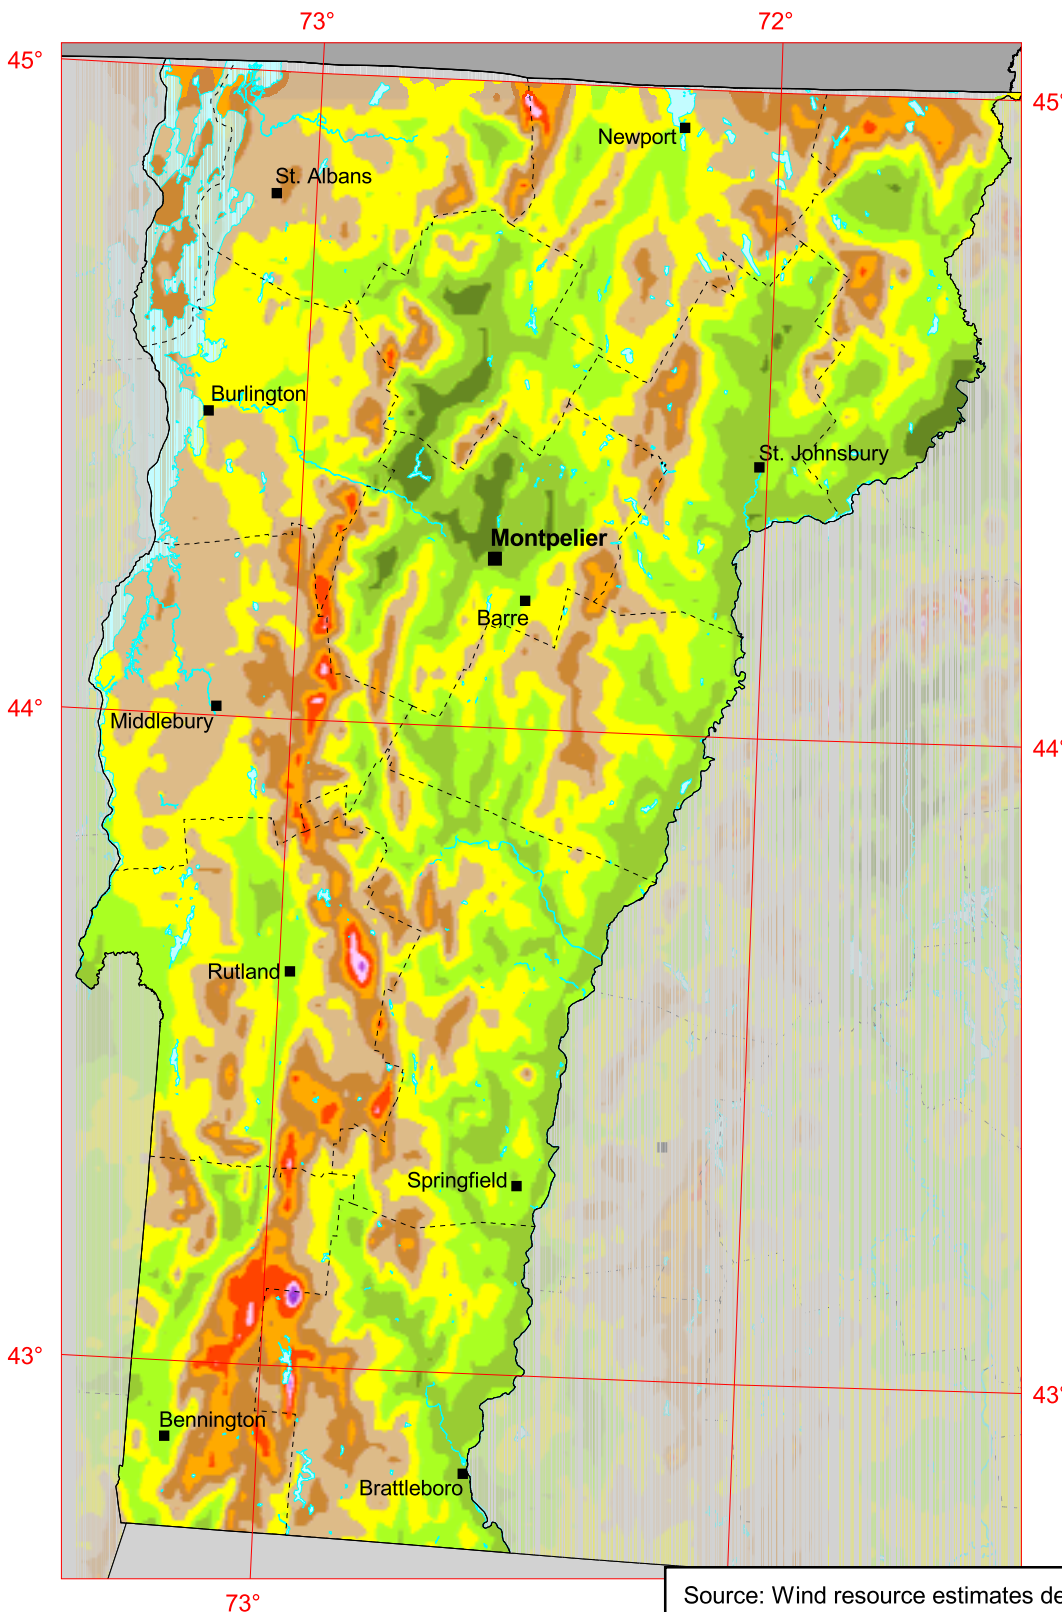 73°
72°
45°
45°
Newport
St. Albans
Burlington
St. Johnsbury
Montpelier
Barre
44°
Middlebury
44°
Rutland
Springfield
43°
43°
Bennington
Brattleboro
73°
Source: Wind resource estimates de